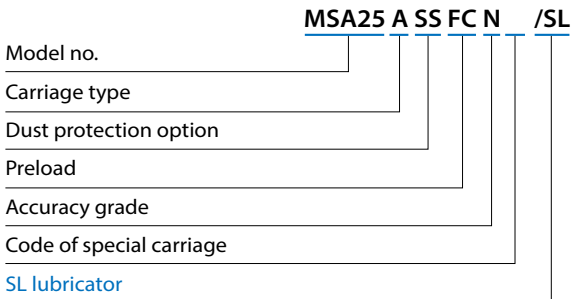 MSA25 A SS FC N /SL
Model no.
Carriage type
Dust protection option
Preload
Accuracy grade
Code of special carriage
SL lubricator